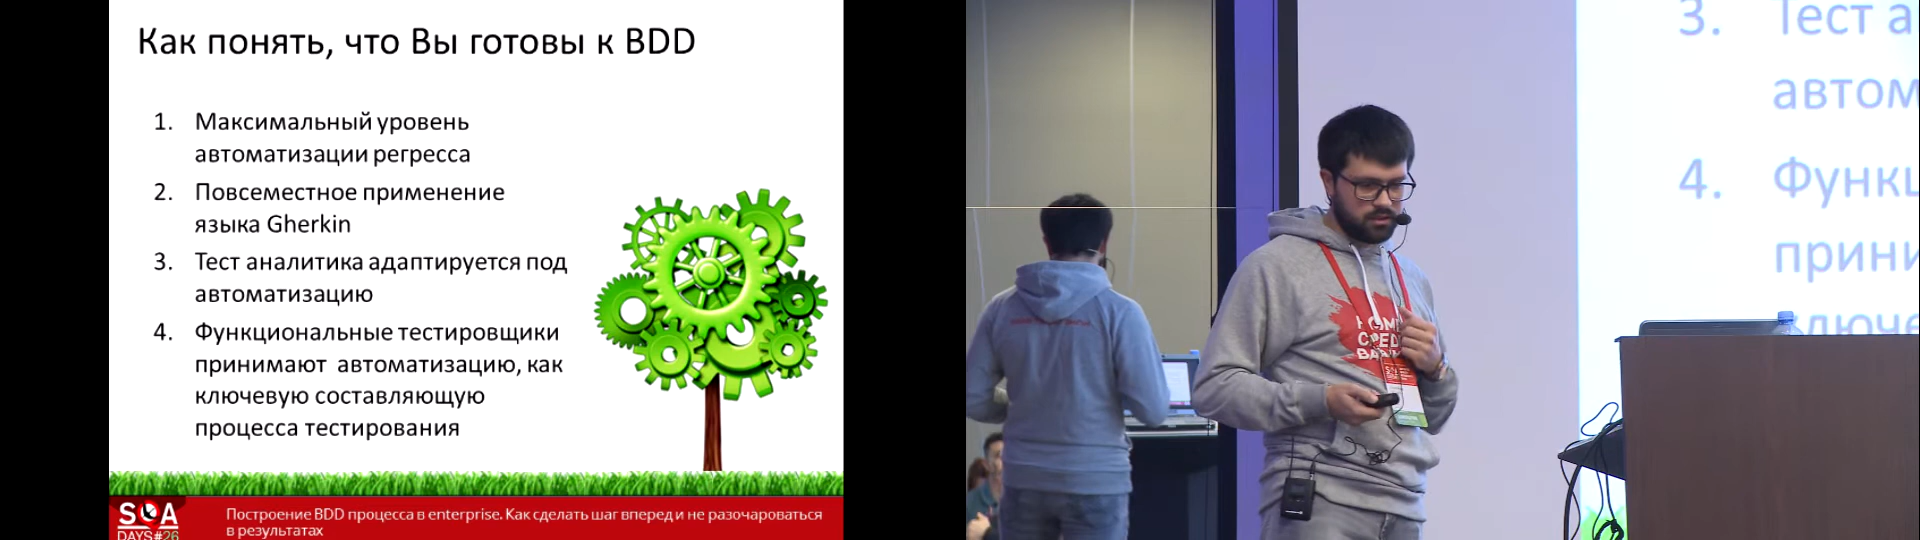 Как понять, что Вы готовы к BDD
1. Максимальный уровень
автоматизации регресса
2. Повсеместное применение
языка Gherkin
3. Тест аналитика адаптируется под
автоматизацию
4. Функциональные тестировщики
принимают автоматизацию, как
ключевую составляющую
процесса тестирования
SQA
DAYS#26
Построение BDD процесса в enterprise. Как сделать шаг вперед и не разочароваться
в результатах
3. Тест а
автом
4. Функц
прини
ключе